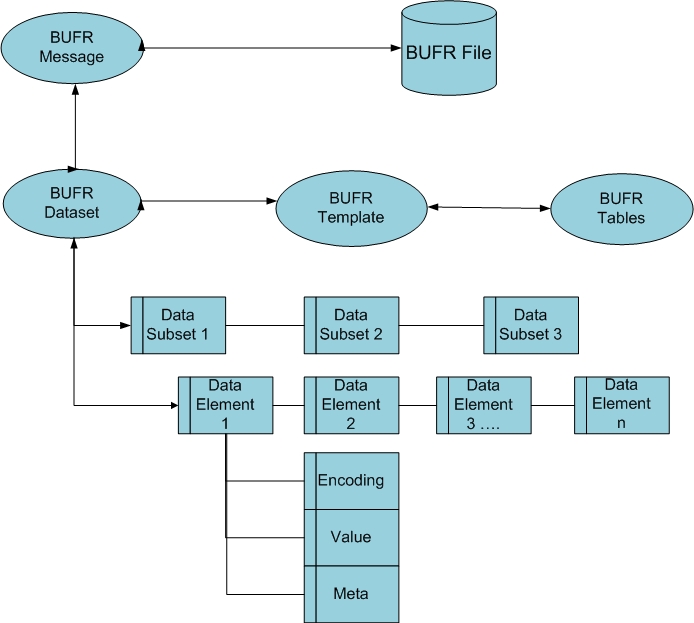 BUFR
Message
BUFR File
BUFR
Dataset
BUFR
Template
BUFR
Tables
Data
Subset 1
Data
Subset 2
Data
Subset 3
Data
Element
1
Data
Element
2
Data
Element
3 ....
Data
Element
n
Encoding
Value
Meta